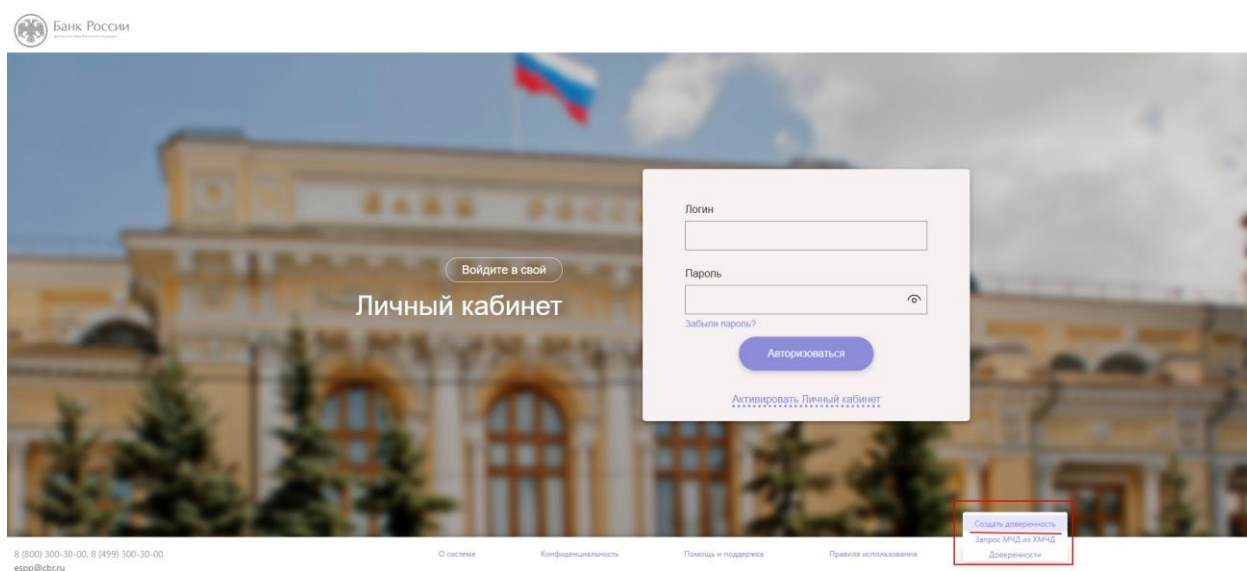 Банк России
Логин
Войдите в свой
Пароль
Личный кабинет
Забыли пароль?
Авторизоваться
Активировать Личный кабинет
Создать доверенность
Запрос МЧД из ХМЧД
8 (800) 300-30-00, 8 (499) 300-30-00
О системе
Конфиденциальность
Помощь и поддержка
Правила использования
Доверенности
espp@cbr.ru